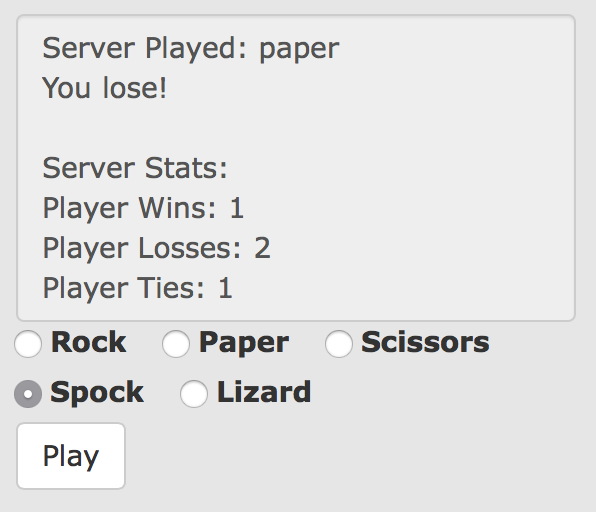 Server Played: paper
You lose!
Server Stats:
Player Wins: 1
Player Losses: 2
Player Ties: 1
Rock Paper Scissors
Spock Lizard
Play